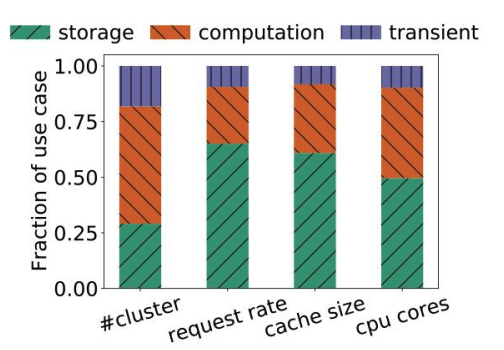 storage computation transient
Fraction of use case
1.00
0.75
0.50
0.25
0.00
#cluster request rate cache size cpu cores